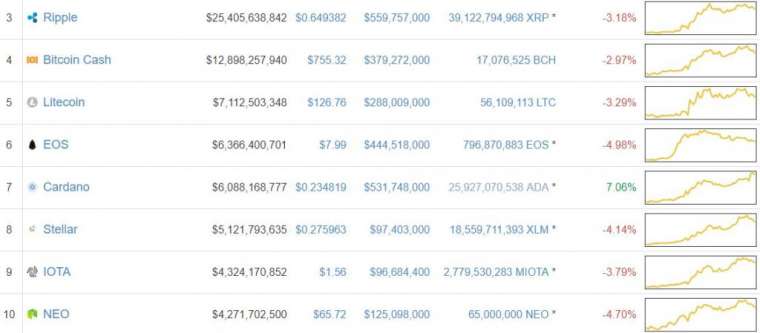 3 Ripple $25,405,638,842 $0.649382 $559,757,000 39,122,794,968 XRP * -3.18%
4 Bitcoin Cash $12,898,257,940 $755.32 $379,272,000 17,076,525 BCH -2.97%
5 Litecoin $7,112,503,348 $126.76 $288,009,000 56,109,113 LTC -3.29%
6 EOS $6,366,400,701 $7.99 $444,518,000 796,870,883 EOS * -4.98%
7 Cardano $6,088,168,777 $0.234819 $531,748,000 25,927,070,538 ADA * 7.06%
8 Stellar $5,121,793,635 $0.275963 $97,403,000 18,559,711,393 XLM * -4.14%
9 IOTA $4,324,170,852 $1.56 $96,684,400 2,779,530,283 MIOTA * -3.79%
10 NEO $4,271,702,500 $65.72 $125,098,000 65,000,000 NEO * -4.70%